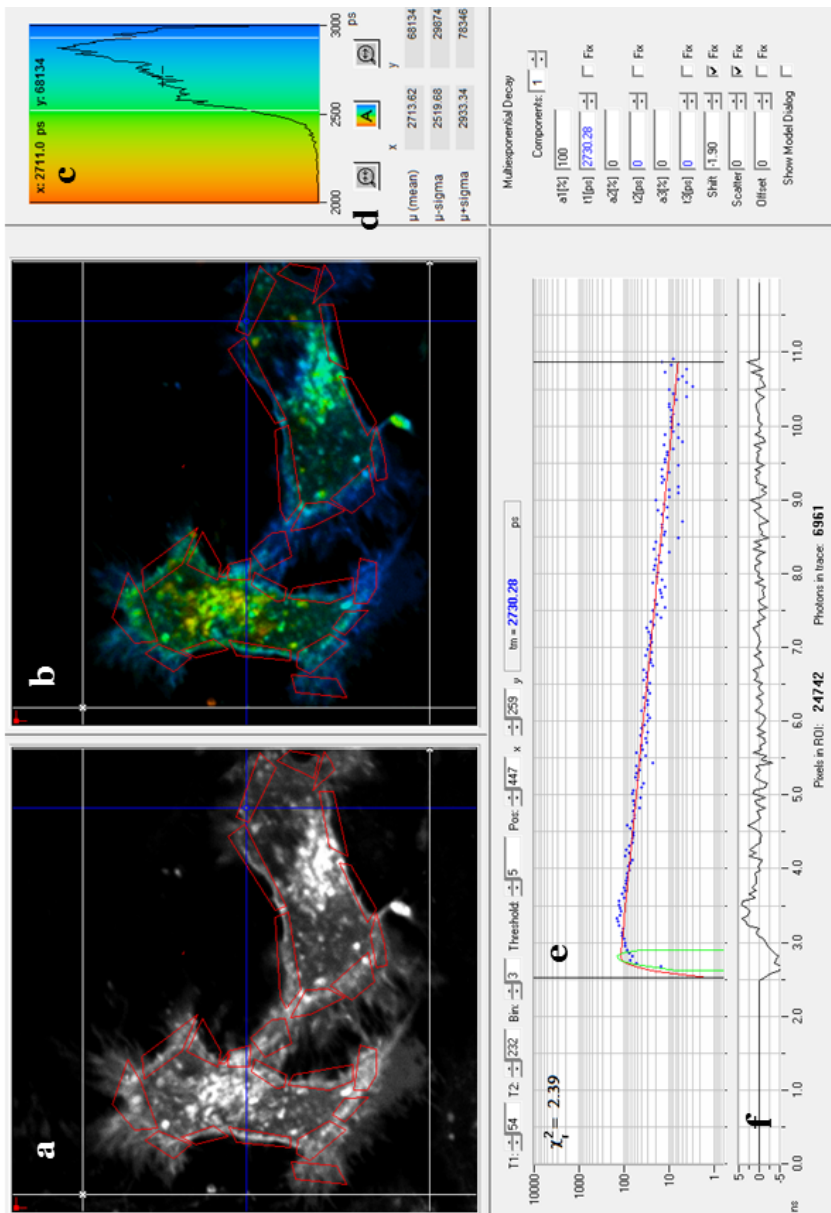 a
b
c
x: 2711.0 ps y: 68134
2000
2500
3000
ps
d
A
x y
µ (mean) 2713.62 68134
µ-sigma 2519.68 29874
µ+sigma 2933.34 78346
T1: 54 T2: 232 Bin: 3 Threshold: 5 Pos: 447 x 259 y tm = 2730.28 ps
Multiexponential Decay
Components: 1
a1[%] 100
t1[ps] 2730.28 Fix
a2[%] 0
t2[ps] 0 Fix
a3[%] 0
t3[ps] 0 Fix
Shift -1.90 Fix
Scatter 0 Fix
Offset 0 Fix
Show Model Dialog
e
χr² = 2.39
10000
1000
100
10
1
f
5
0
-5
ns 0.0 1.0 2.0 3.0 4.0 5.0 6.0 7.0 8.0 9.0 10.0 11.0
Pixels in ROI: 24742 Photons in trace: 6961